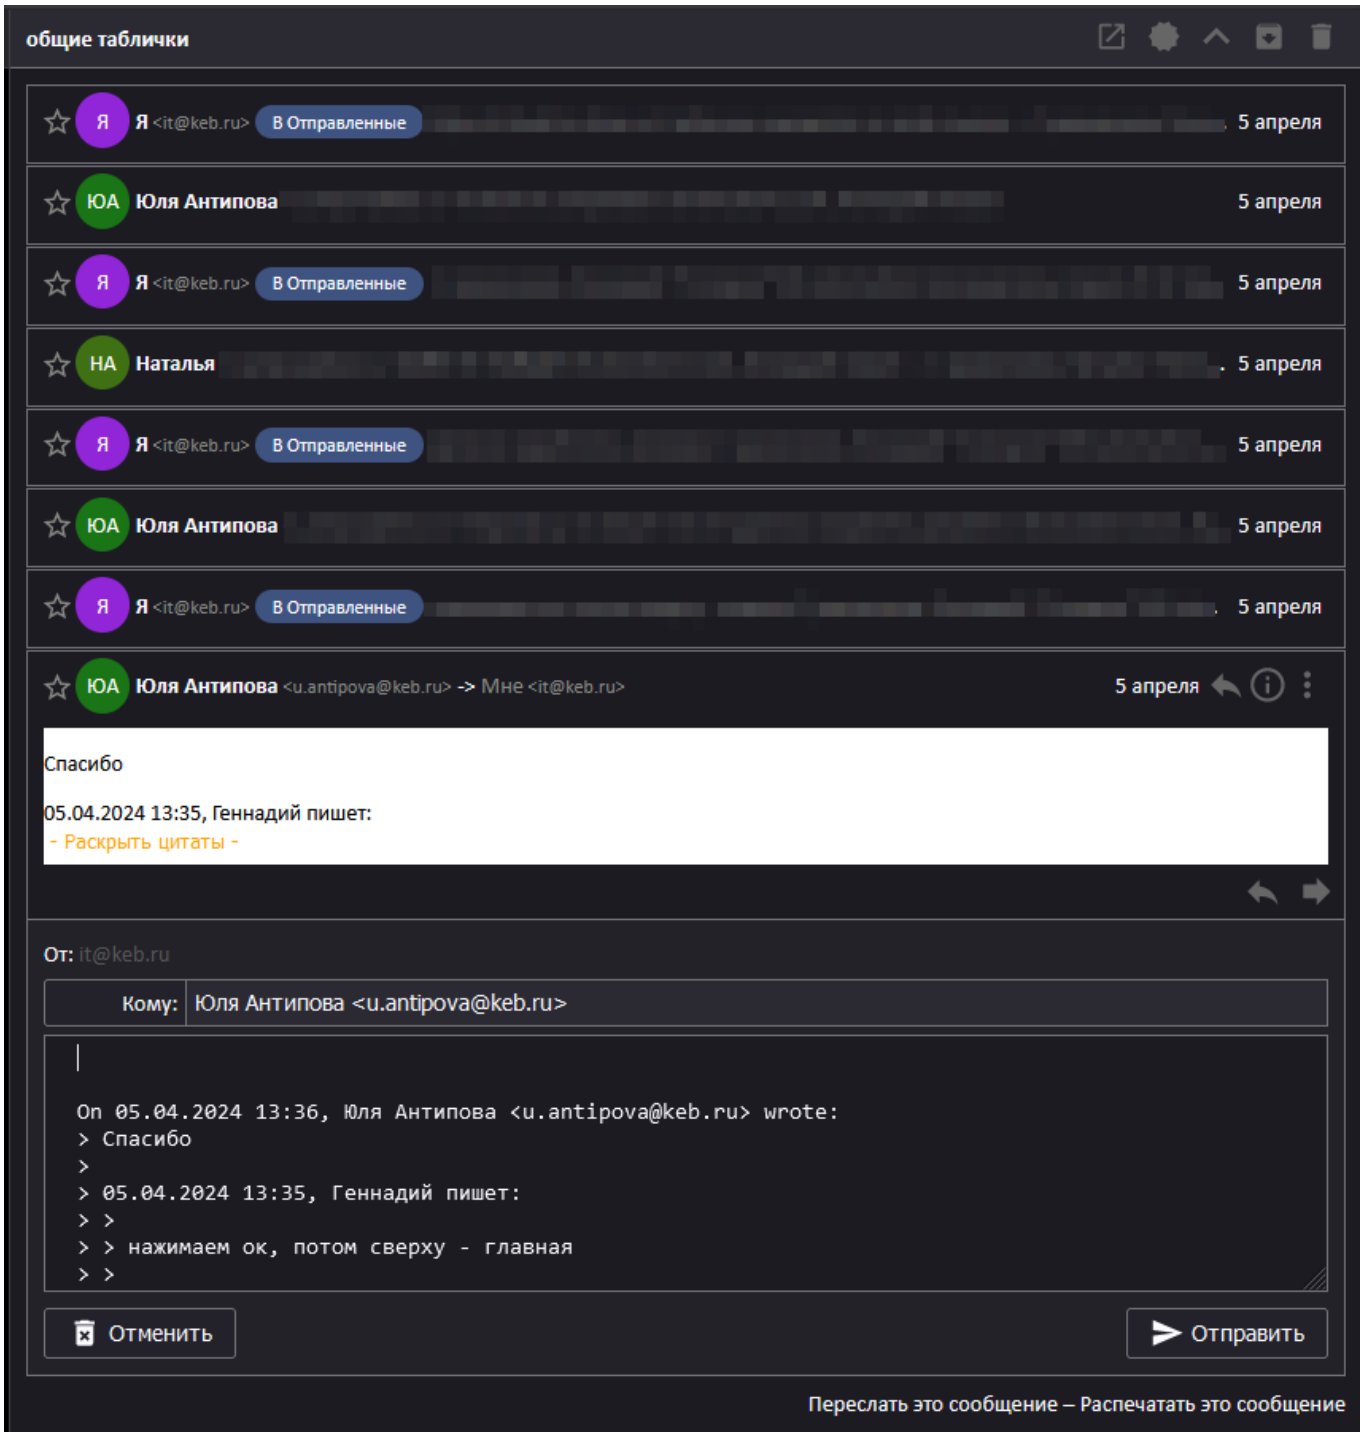 общие таблички
Я Я <it@keb.ru> В Отправленные 5 апреля
ЮА Юля Антипова 5 апреля
Я Я <it@keb.ru> В Отправленные 5 апреля
НА Наталья 5 апреля
Я Я <it@keb.ru> В Отправленные 5 апреля
ЮА Юля Антипова 5 апреля
Я Я <it@keb.ru> В Отправленные 5 апреля
ЮА Юля Антипова <u.antipova@keb.ru> -> Мне <it@keb.ru> 5 апреля
Спасибо
05.04.2024 13:35, Геннадий пишет:
- Раскрыть цитаты -
От: it@keb.ru
Кому: Юля Антипова <u.antipova@keb.ru>
On 05.04.2024 13:36, Юля Антипова <u.antipova@keb.ru> wrote:
> Спасибо
>
> 05.04.2024 13:35, Геннадий пишет:
> >
> > нажимаем ок, потом сверху - главная
> >
Отменить Отправить
Переслать это сообщение – Распечатать это сообщение